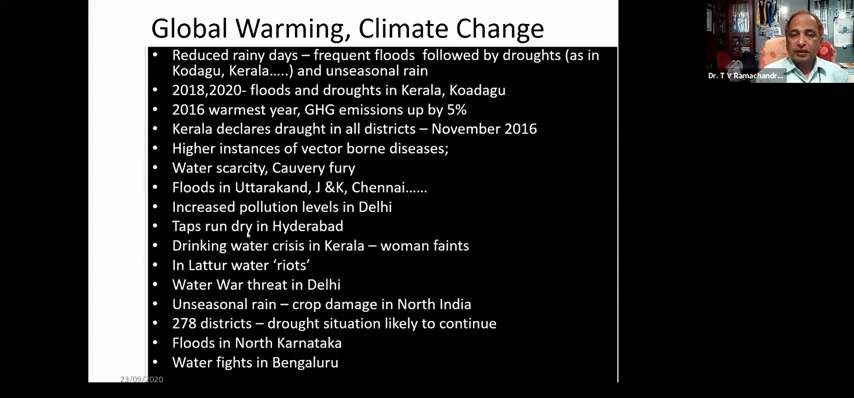 Global Warming, Climate Change
• Reduced rainy days – frequent floods followed by droughts (as in
Kodagu, Kerala…..) and unseasonal rain
• 2018,2020- floods and droughts in Kerala, Koadagu
• 2016 warmest year, GHG emissions up by 5%
• Kerala declares draught in all districts – November 2016
• Higher instances of vector borne diseases;
• Water scarcity, Cauvery fury
• Floods in Uttarakand, J &K, Chennai……
• Increased pollution levels in Delhi
• Taps run dry in Hyderabad
• Drinking water crisis in Kerala – woman faints
• In Lattur water ‘riots’
• Water War threat in Delhi
• Unseasonal rain – crop damage in North India
• 278 districts – drought situation likely to continue
• Floods in North Karnataka
• Water fights in Bengaluru
23/09/2020
Dr. T V Ramachandr...